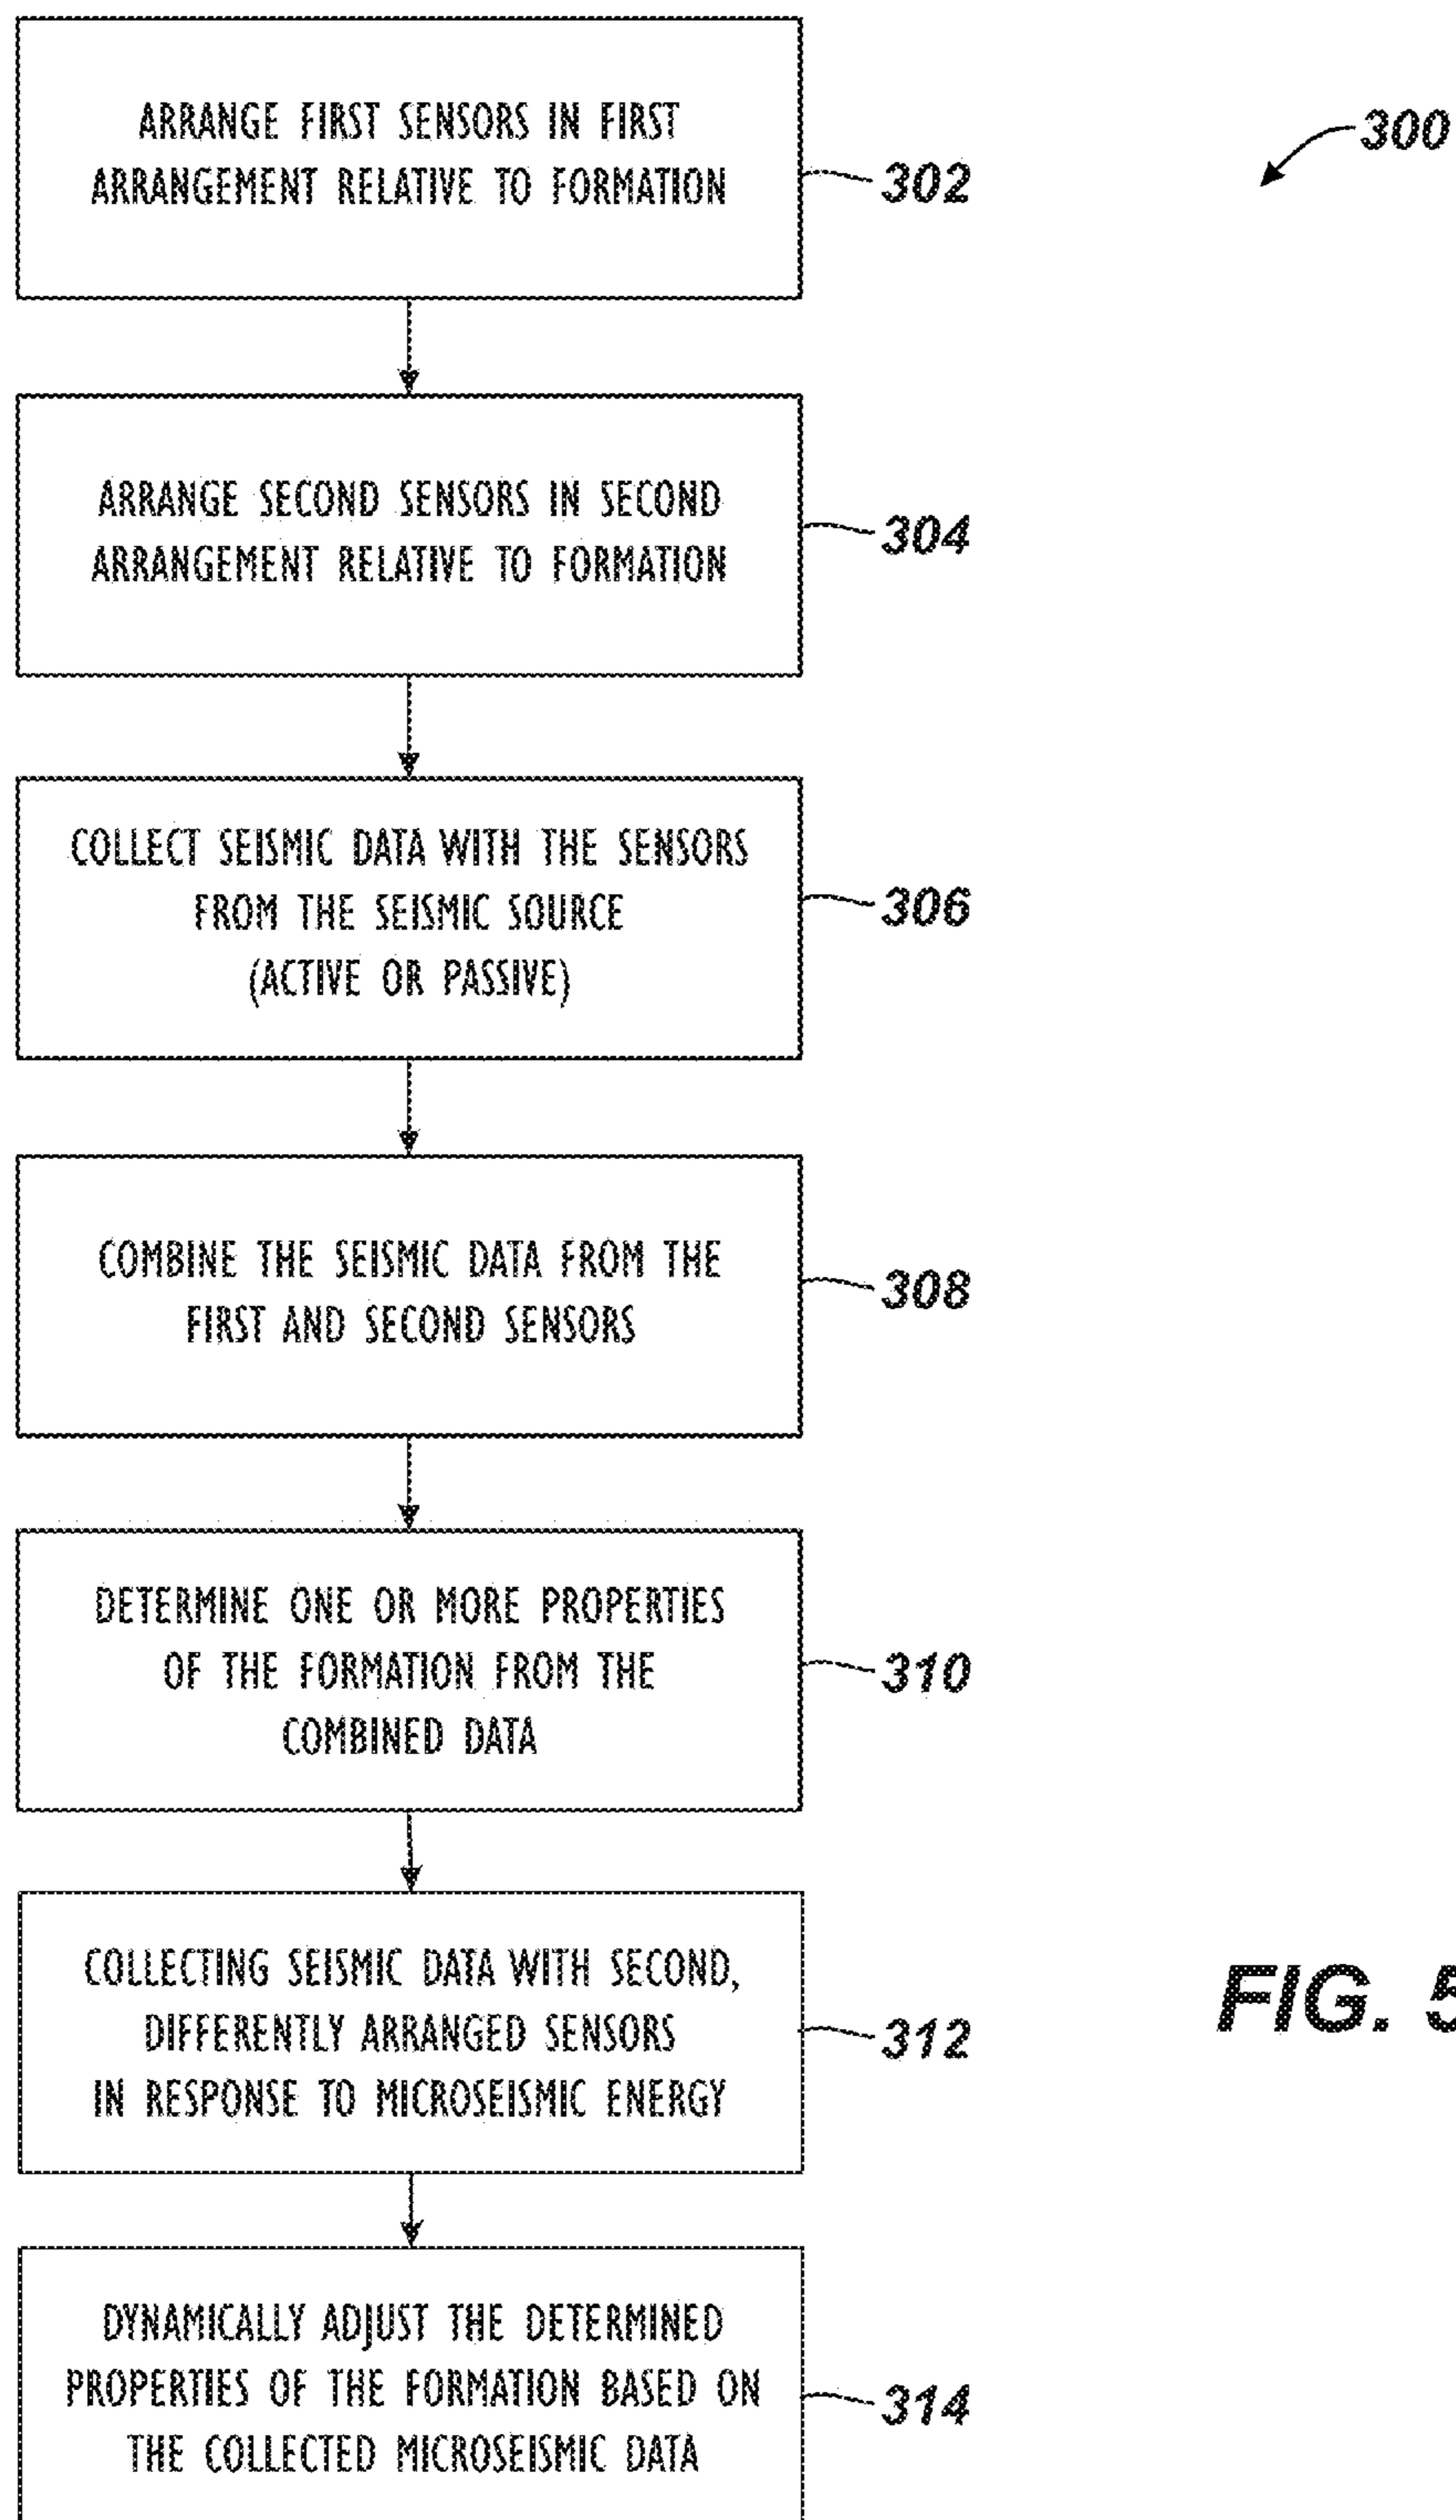 ARRANGE FIRST SENSORS IN FIRST
ARRANGEMENT RELATIVE TO FORMATION
302
300
ARRANGE SECOND SENSORS IN SECOND
ARRANGEMENT RELATIVE TO FORMATION
304
COLLECT SEISMIC DATA WITH THE SENSORS
FROM THE SEISMIC SOURCE
(ACTIVE OR PASSIVE)
306
COMBINE THE SEISMIC DATA FROM THE
FIRST AND SECOND SENSORS
308
DETERMINE ONE OR MORE PROPERTIES
OF THE FORMATION FROM THE
COMBINED DATA
310
COLLECTING SEISMIC DATA WITH SECOND,
DIFFERENTLY ARRANGED SENSORS
IN RESPONSE TO MICROSEISMIC ENERGY
312
FIG. 5
DYNAMICALLY ADJUST THE DETERMINED
PROPERTIES OF THE FORMATION BASED ON
THE COLLECTED MICROSEISMIC DATA
314